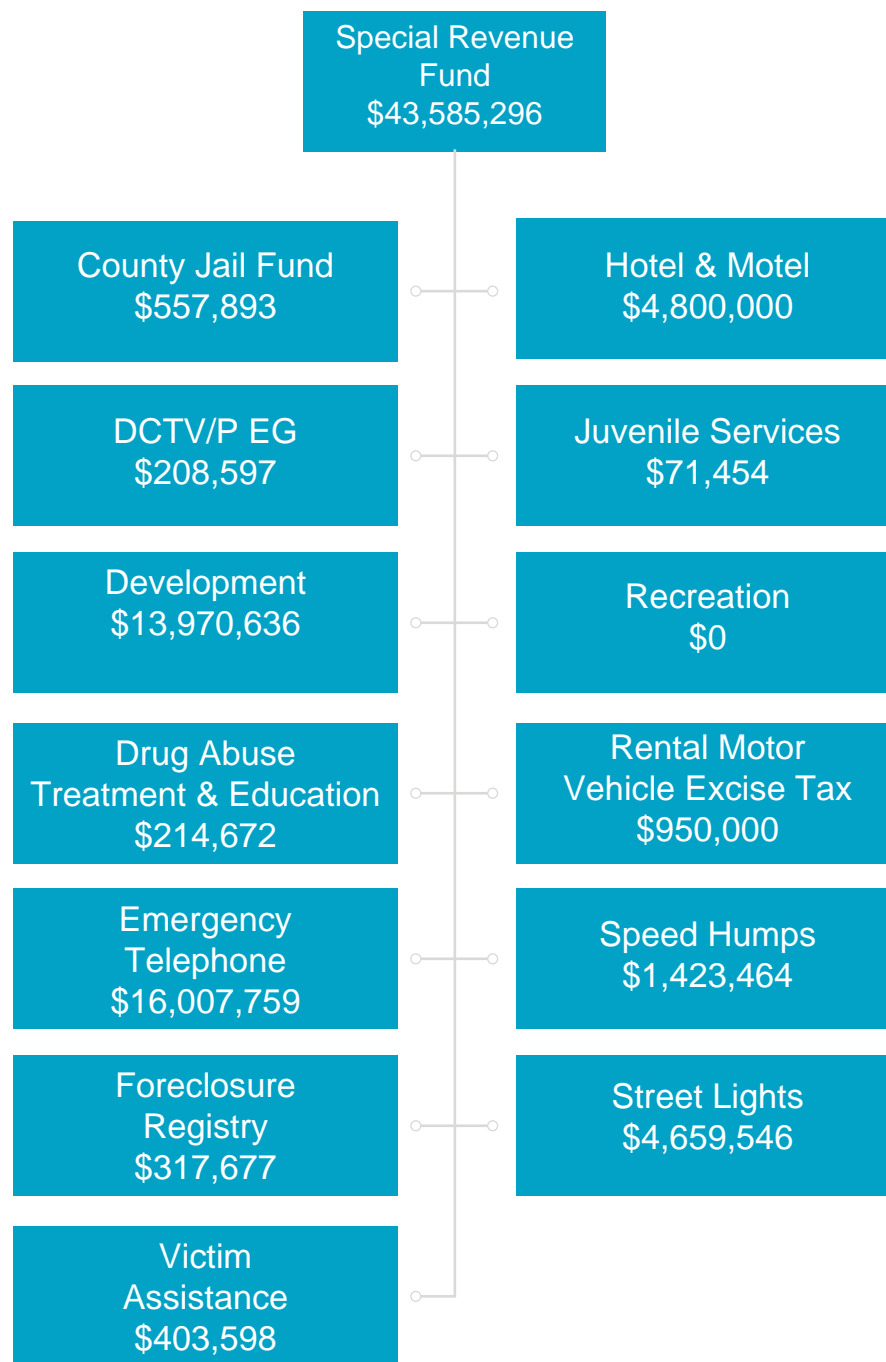 Special Revenue
Fund
$43,585,296
County Jail Fund
$557,893
Hotel & Motel
$4,800,000
DCTV/P EG
$208,597
Juvenile Services
$71,454
Development
$13,970,636
Recreation
$0
Drug Abuse
Treatment & Education
$214,672
Rental Motor
Vehicle Excise Tax
$950,000
Emergency
Telephone
$16,007,759
Speed Humps
$1,423,464
Foreclosure
Registry
$317,677
Street Lights
$4,659,546
Victim
Assistance
$403,598